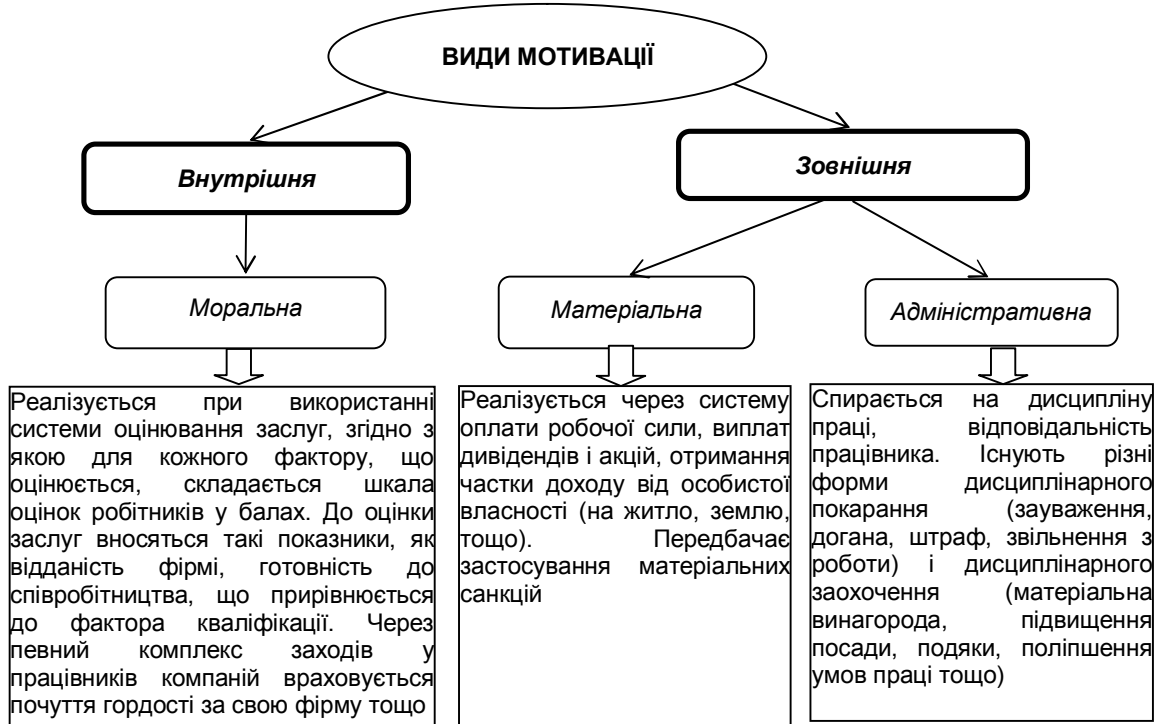 ВИДИ МОТИВАЦІЇ
Внутрішня
Зовнішня
Моральна
Матеріальна
Адміністративна
Реалізується при використанні
системи оцінювання заслуг, згідно з
якою для кожного фактору, що
оцінюється, складається шкала
оцінок робітників у балах. До оцінки
заслуг вносяться такі показники, як
відданість фірмі, готовність до
співробітництва, що прирівнюється
до фактора кваліфікації. Через
певний комплекс заходів у
працівників компаній враховується
почуття гордості за свою фірму тощо
Реалізується через систему
оплати робочої сили, виплат
дивідендів і акцій, отримання
частки доходу від особистої
власності (на житло, землю,
тощо). Передбачає
застосування матеріальних
санкцій
Спирається на дисципліну
праці, відповідальність
працівника. Існують різні
форми дисциплінарного
покарання (зауваження,
догана, штраф, звільнення з
роботи) і дисциплінарного
заохочення (матеріальна
винагорода, підвищення
посади, подяки, поліпшення
умов праці тощо)